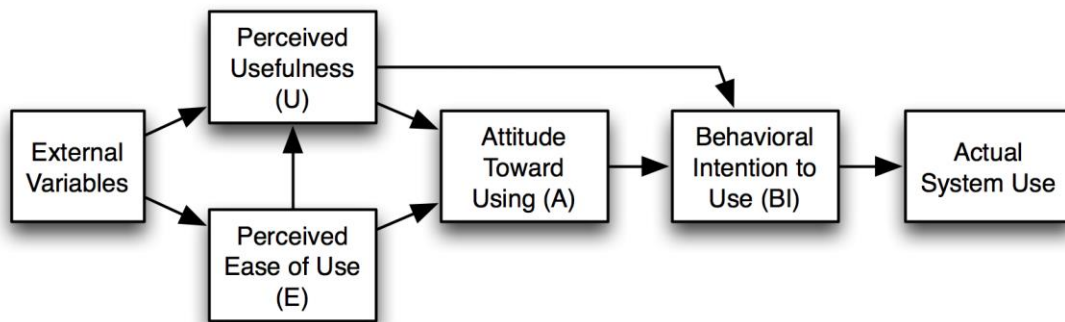 External
Variables
Perceived
Usefulness
(U)
Perceived
Ease of Use
(E)
Attitude
Toward
Using (A)
Behavioral
Intention to
Use (BI)
Actual
System Use